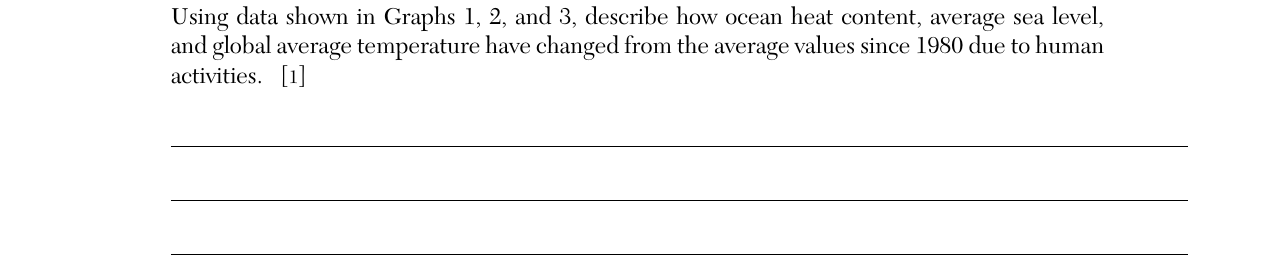 Using data shown in Graphs 1, 2, and 3, describe how ocean heat content, average sea level,
and global average temperature have changed from the average values since 1980 due to human
activities. [1]